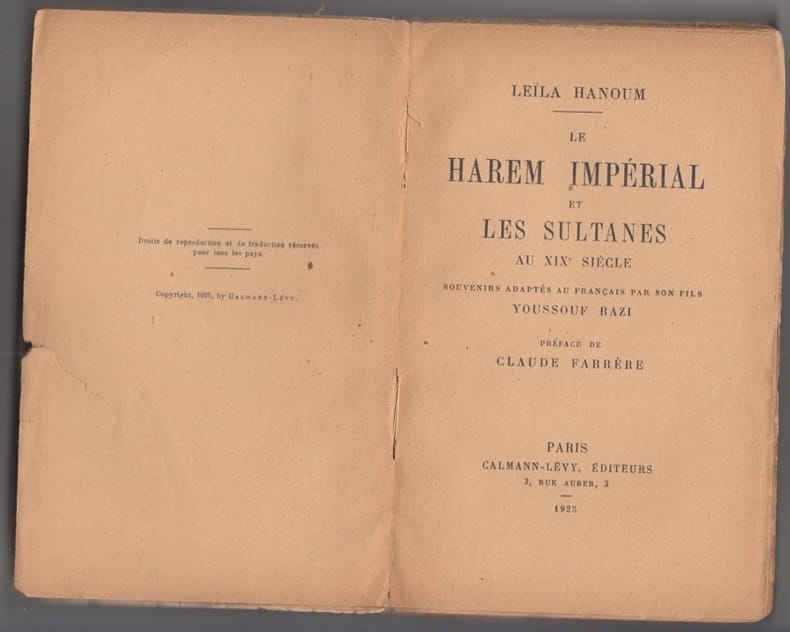 Droits de reproduction et de traduction réservés
pour tous les pays.
Copyright, 1925, by CALMANN-LÉVY.
LEÏLA HANOUM
LE
HAREM IMPÉRIAL
ET
LES SULTANES
AU XIXe SIÈCLE
SOUVENIRS ADAPTÉS AU FRANÇAIS PAR SON FILS
YOUSSOUF RAZI
PRÉFACE DE
CLAUDE FARRÈRE
PARIS
CALMANN-LÉVY, ÉDITEURS
3, RUE AUBER, 3
1925